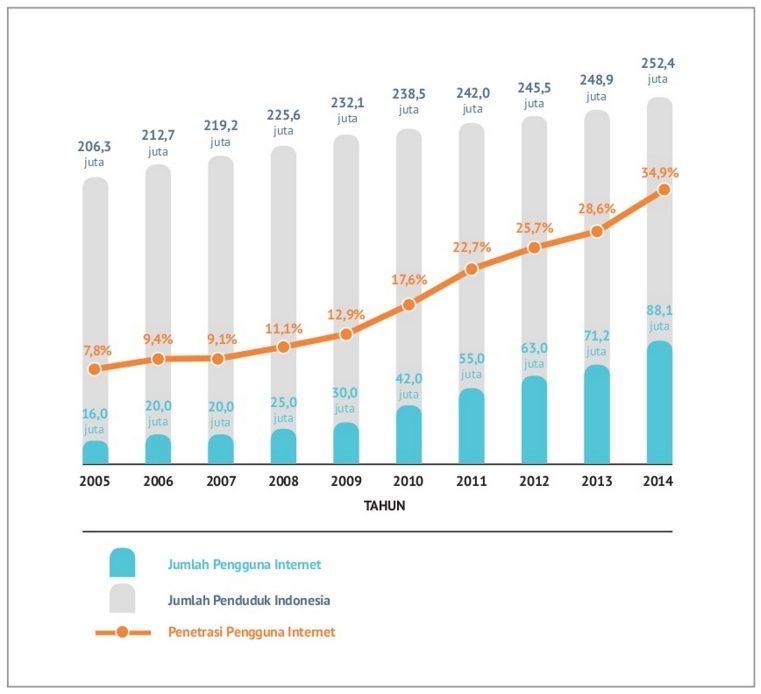 252,4
juta
248,9
juta
245,5
juta
242,0
juta
238,5
juta
232,1
juta
225,6
juta
219,2
juta
212,7
juta
206,3
juta
34,9%
28,6%
25,7%
22,7%
17,6%
12,9%
11,1%
9,1%
9,4%
7,8%
88,1
juta
71,2
juta
63,0
juta
55,0
juta
42,0
juta
30,0
juta
25,0
juta
20,0
juta
20,0
juta
16,0
juta
2005 2006 2007 2008 2009 2010 2011 2012 2013 2014
TAHUN
Jumlah Pengguna Internet
Jumlah Penduduk Indonesia
Penetrasi Pengguna Internet